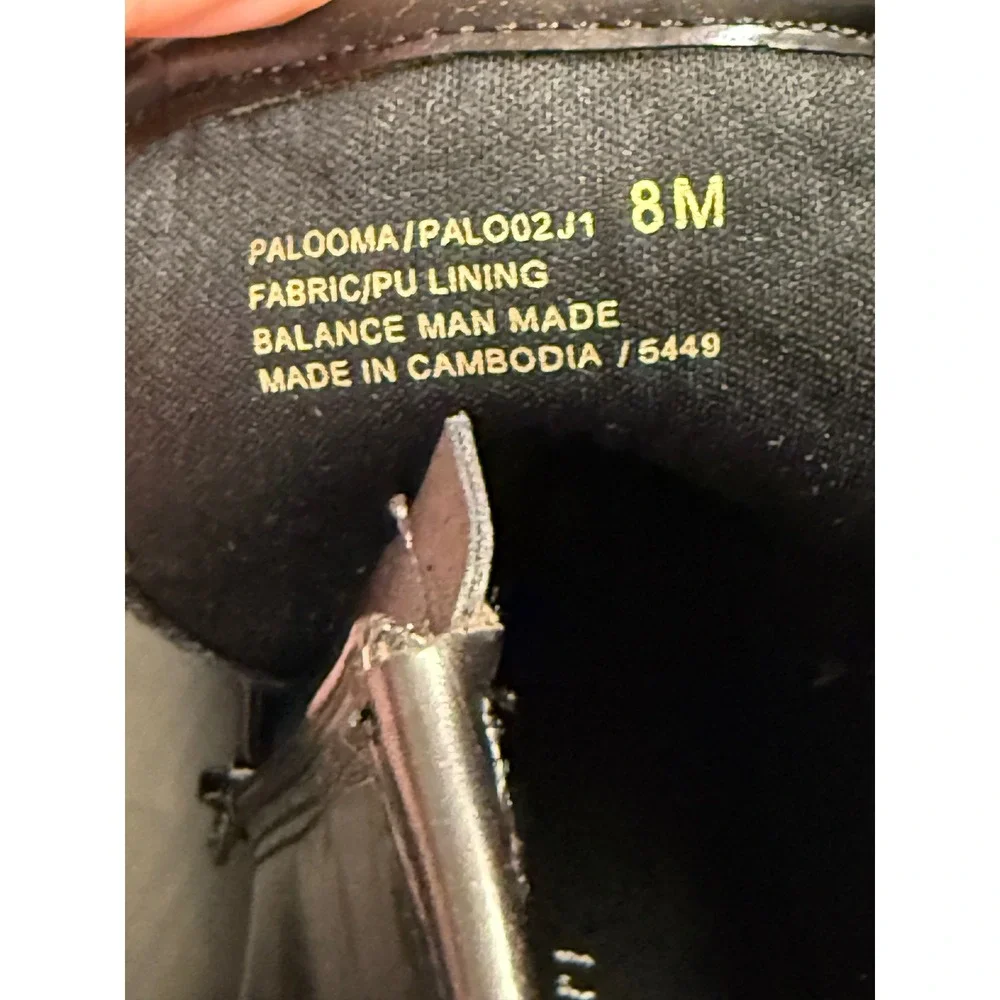 PALOOMA/PALO02J1 8M
FABRIC/PU LINING
BALANCE MAN MADE
MADE IN CAMBODIA / 5449